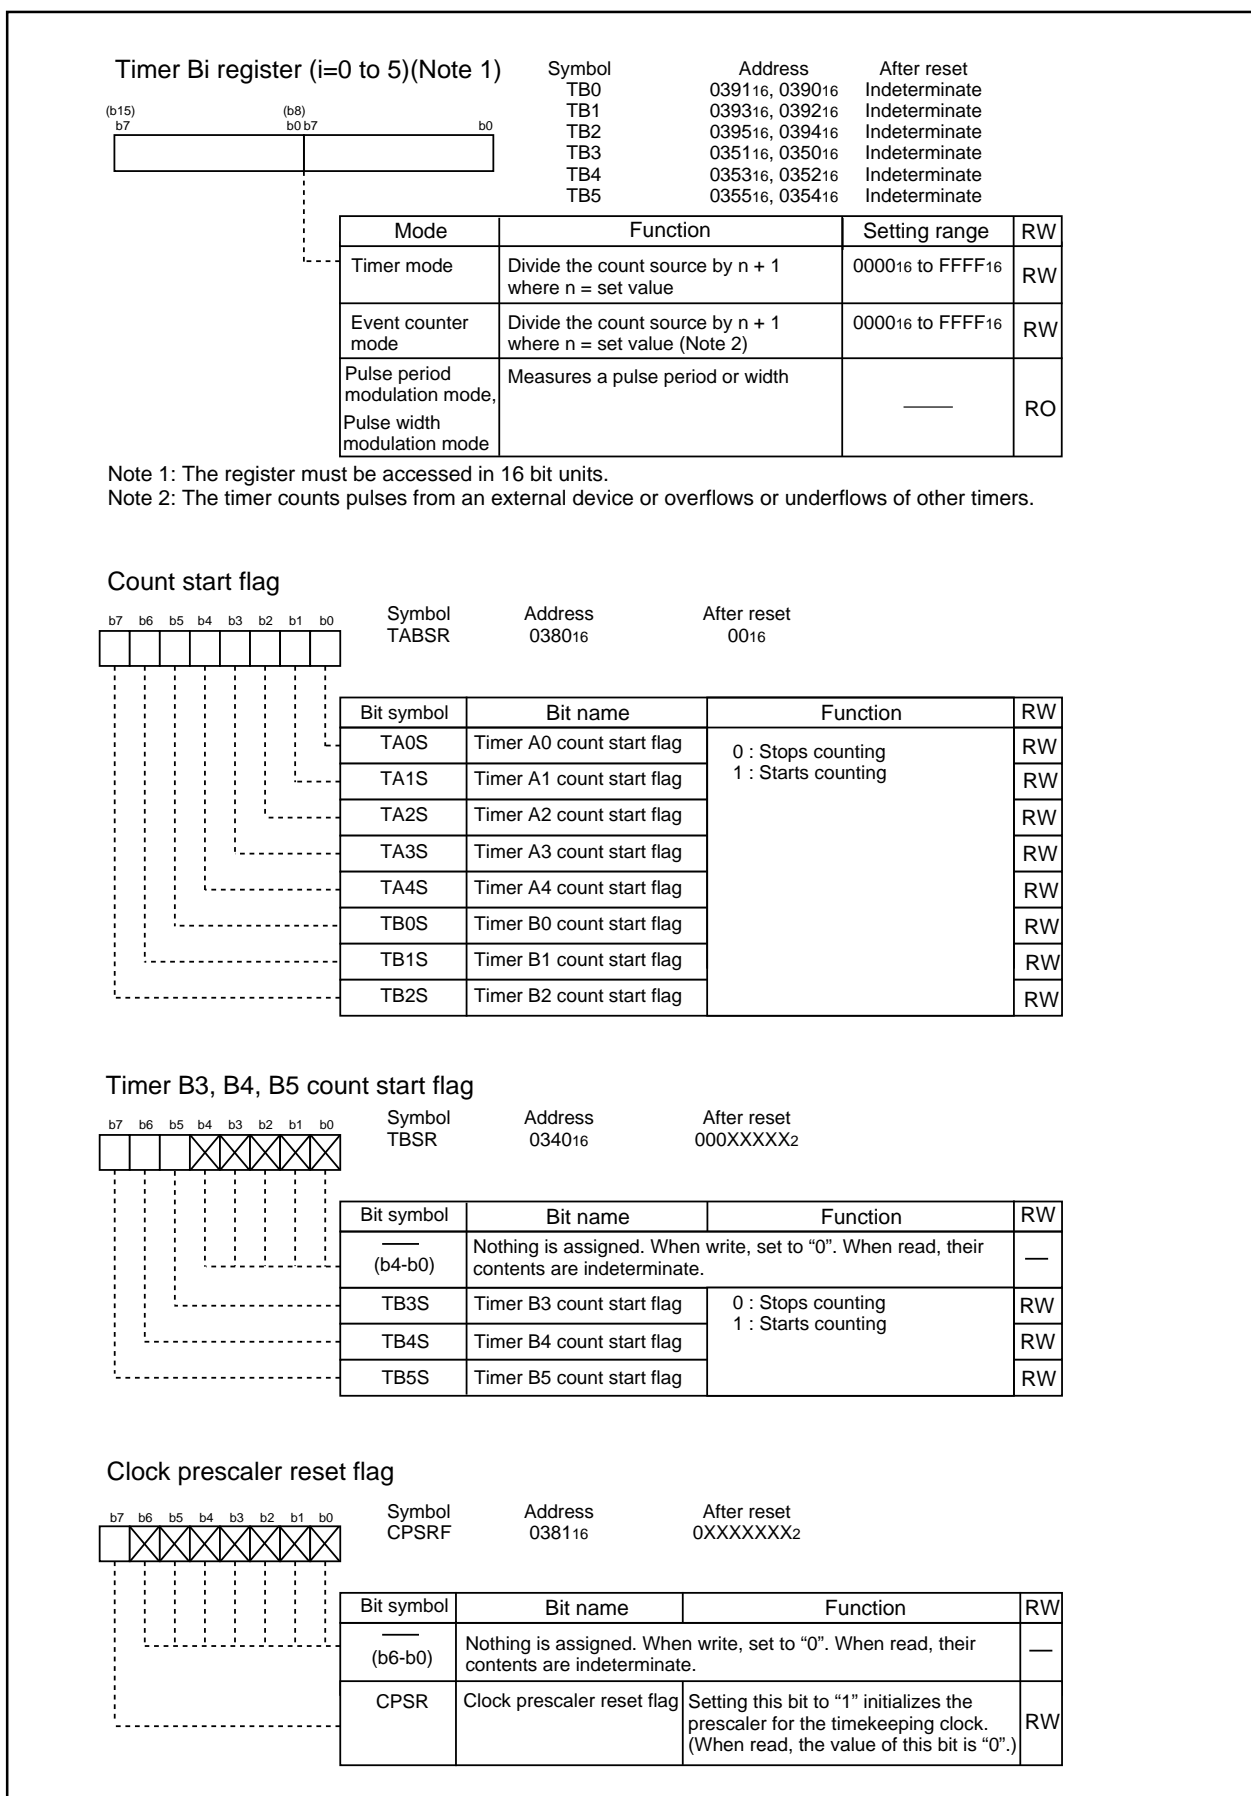 Timer Bi register (i=0 to 5)(Note 1)
Symbol Address After reset
TB0 039116, 039016 Indeterminate
TB1 039316, 039216 Indeterminate
TB2 039516, 039416 Indeterminate
TB3 035116, 035016 Indeterminate
TB4 035316, 035216 Indeterminate
TB5 035516, 035416 Indeterminate
(b15) (b8)
b7 b0 b7 b0
Mode Function Setting range RW
Timer mode Divide the count source by n + 1 000016 to FFFF16 RW
where n = set value
Event counter Divide the count source by n + 1 000016 to FFFF16 RW
mode where n = set value (Note 2)
Pulse period Measures a pulse period or width
modulation mode,
RO
Pulse width
modulation mode
Note 1: The register must be accessed in 16 bit units.
Note 2: The timer counts pulses from an external device or overflows or underflows of other timers.
Count start flag
Symbol Address After reset
b7 b6 b5 b4 b3 b2 b1 b0
TABSR 038016 0016
Bit symbol Bit name Function RW
TA0S Timer A0 count start flag 0 : Stops counting RW
TA1S Timer A1 count start flag 1 : Starts counting RW
TA2S Timer A2 count start flag RW
TA3S Timer A3 count start flag RW
TA4S Timer A4 count start flag RW
TB0S Timer B0 count start flag RW
TB1S Timer B1 count start flag RW
TB2S Timer B2 count start flag RW
Timer B3, B4, B5 count start flag
Symbol Address After reset
b7 b6 b5 b4 b3 b2 b1 b0
TBSR 034016 000XXXXX2
Bit symbol Bit name Function RW
(b4-b0) Nothing is assigned. When write, set to “0”. When read, their —
contents are indeterminate.
TB3S Timer B3 count start flag 0 : Stops counting RW
1 : Starts counting
TB4S Timer B4 count start flag RW
TB5S Timer B5 count start flag RW
Clock prescaler reset flag
Symbol Address After reset
b7 b6 b5 b4 b3 b2 b1 b0
CPSRF 038116 0XXXXXXX2
Bit symbol Bit name Function RW
(b6-b0) Nothing is assigned. When write, set to “0”. When read, their —
contents are indeterminate.
CPSR Clock prescaler reset flag Setting this bit to “1” initializes the RW
prescaler for the timekeeping clock.
(When read, the value of this bit is “0”.)